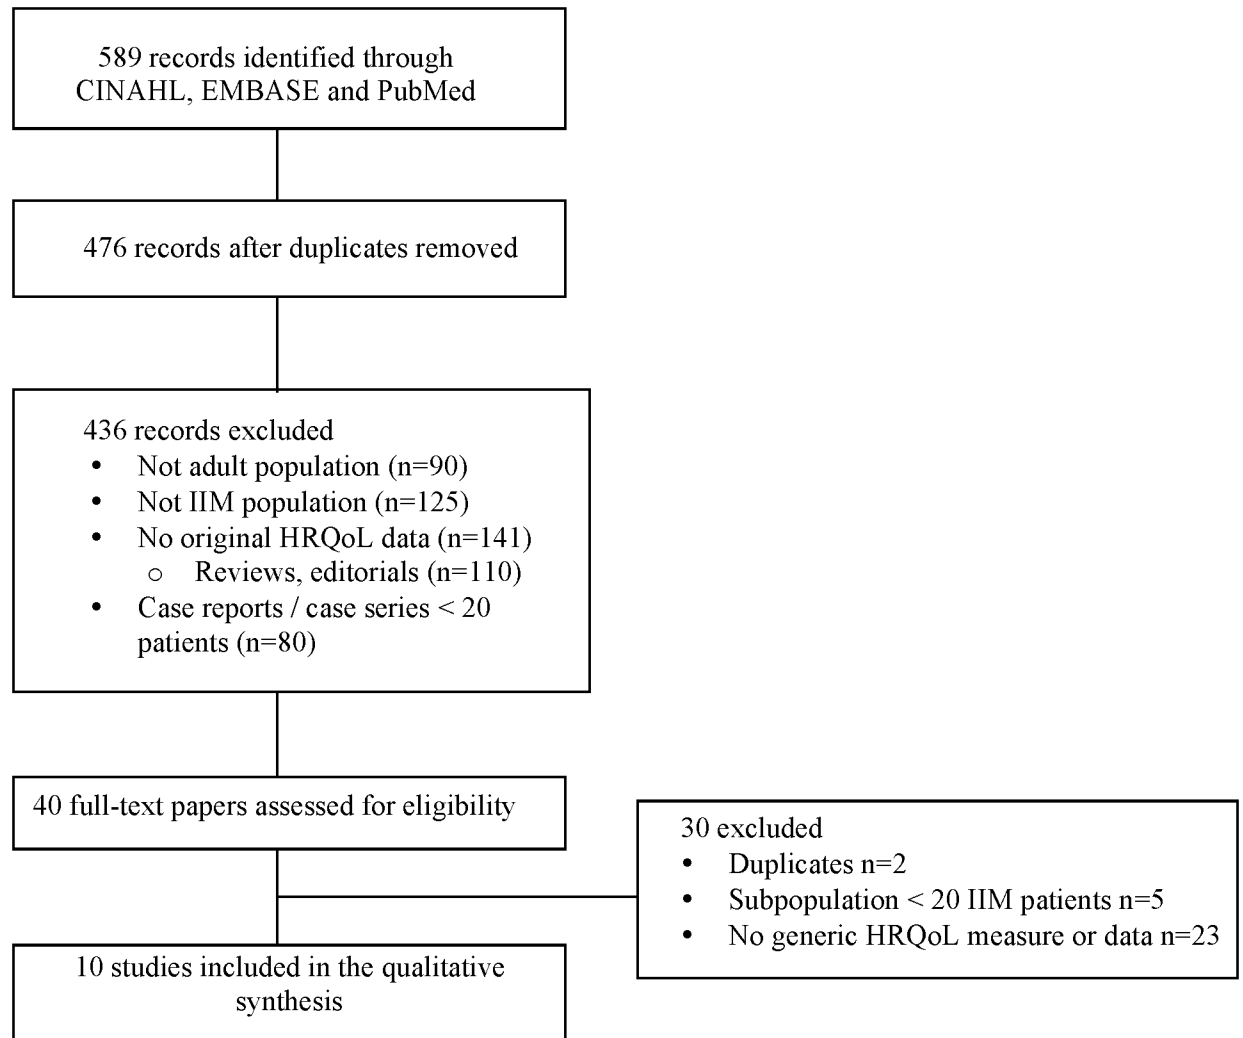 589 records identified through
CINAHL, EMBASE and PubMed
476 records after duplicates removed
436 records excluded
• Not adult population (n=90)
• Not IIM population (n=125)
• No original HRQoL data (n=141)
o Reviews, editorials (n=110)
• Case reports / case series < 20
patients (n=80)
40 full-text papers assessed for eligibility
30 excluded
• Duplicates n=2
• Subpopulation < 20 IIM patients n=5
• No generic HRQoL measure or data n=23
10 studies included in the qualitative
synthesis